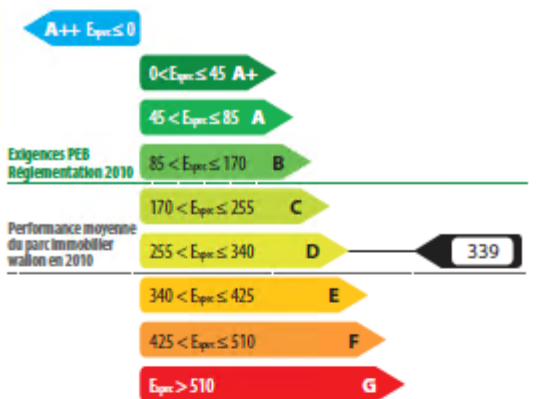 A++ Espec ≤ 0
0 < Espec ≤ 45 A+
45 < Espec ≤ 85 A
Exigences PEB
Réglementation 2010
85 < Espec ≤ 170 B
170 < Espec ≤ 255 C
Performance moyenne
du parc immobilier
wallon en 2010
255 < Espec ≤ 340 D
339
340 < Espec ≤ 425 E
425 < Espec ≤ 510 F
Espec > 510 G